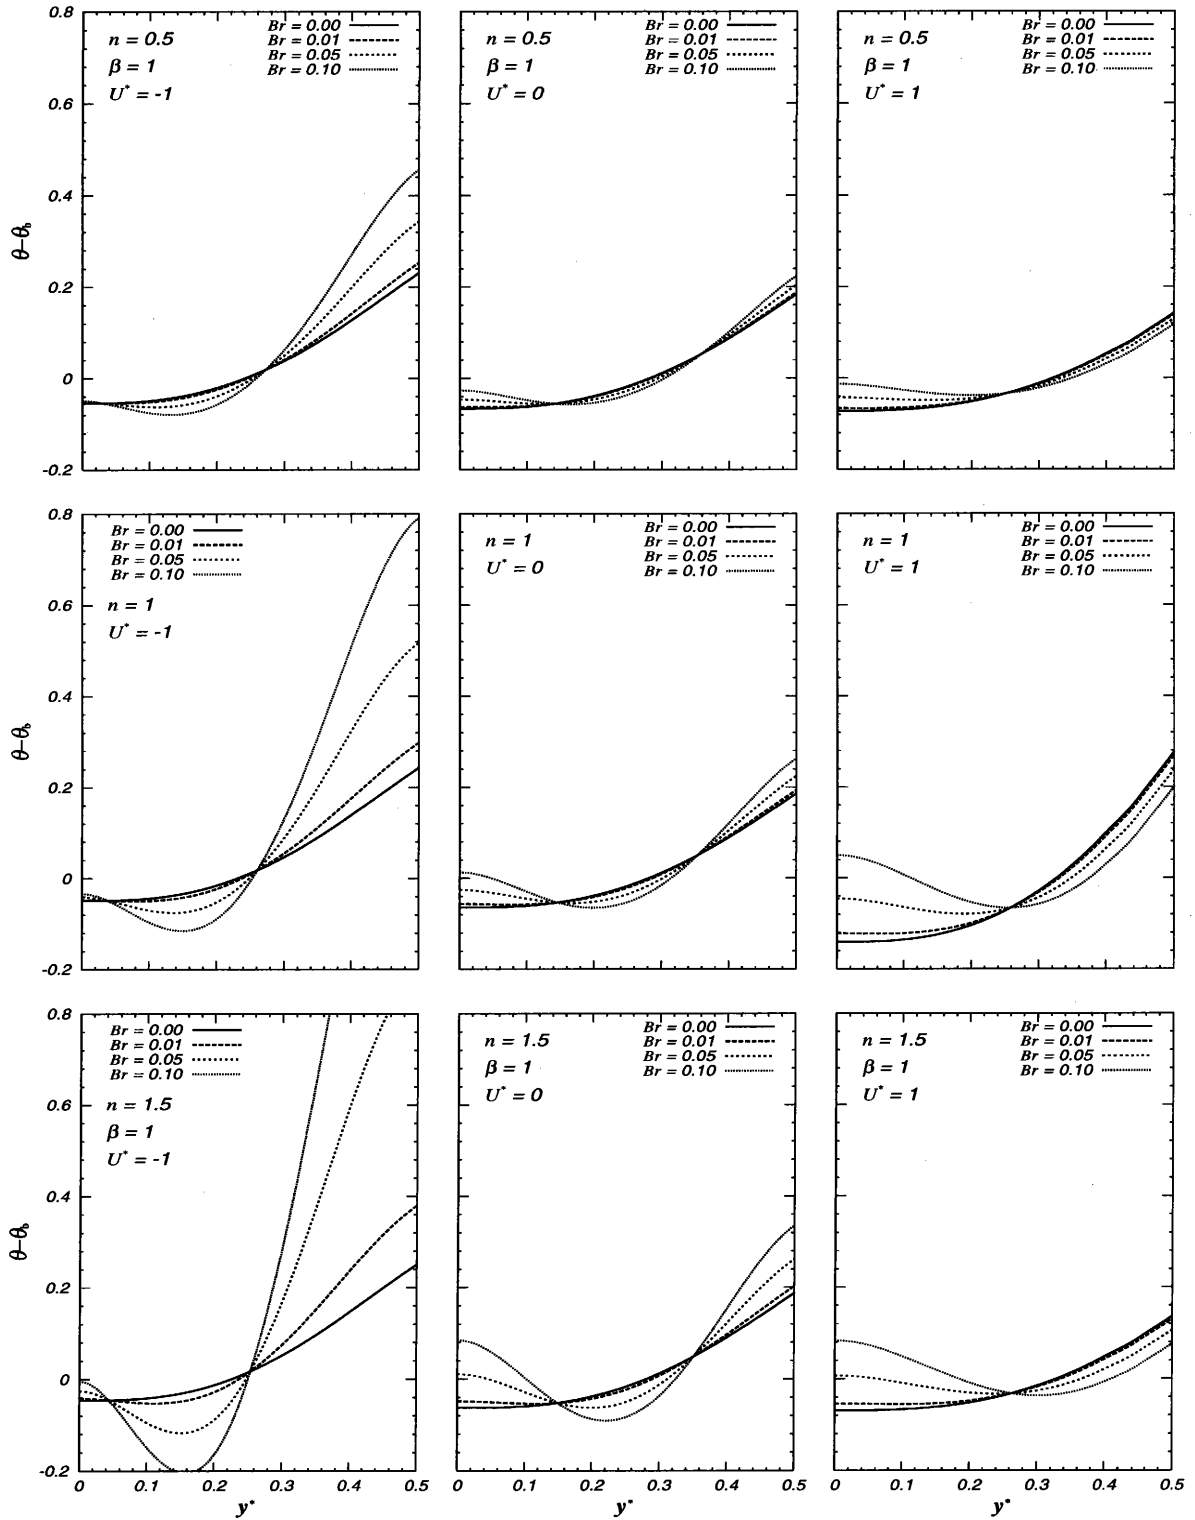 0.8
0.6
0.4
0.2
0
-0.2
θ–θb
n = 0.5
β = 1
U* = -1
Br = 0.00
Br = 0.01
Br = 0.05
Br = 0.10
n = 0.5
β = 1
U* = 0
Br = 0.00
Br = 0.01
Br = 0.05
Br = 0.10
n = 0.5
β = 1
U* = 1
Br = 0.00
Br = 0.01
Br = 0.05
Br = 0.10
0.8
0.6
0.4
0.2
0
-0.2
θ–θb
Br = 0.00
Br = 0.01
Br = 0.05
Br = 0.10
n = 1
U* = -1
n = 1
U* = 0
Br = 0.00
Br = 0.01
Br = 0.05
Br = 0.10
n = 1
U* = 1
Br = 0.00
Br = 0.01
Br = 0.05
Br = 0.10
0.8
0.6
0.4
0.2
0
-0.2
θ–θb
Br = 0.00
Br = 0.01
Br = 0.05
Br = 0.10
n = 1.5
β = 1
U* = -1
n = 1.5
β = 1
U* = 0
Br = 0.00
Br = 0.01
Br = 0.05
Br = 0.10
n = 1.5
β = 1
U* = 1
Br = 0.00
Br = 0.01
Br = 0.05
Br = 0.10
0 0.1 0.2 0.3 0.4 0.5
0 0.1 0.2 0.3 0.4 0.5
0 0.1 0.2 0.3 0.4 0.5
y*
y*
y*